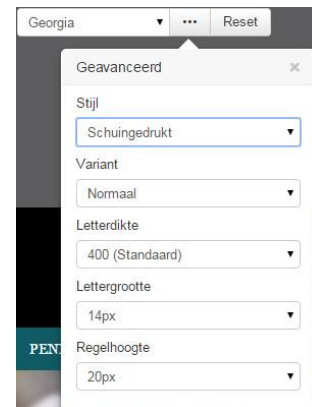 Georgia ▼ ••• Reset
Geavanceerd ×
Stijl
Schuingedrukt
Variant
Normaal
Letterdikte
400 (Standaard)
Lettergrootte
14px
PEN
Regelhoogte
20px